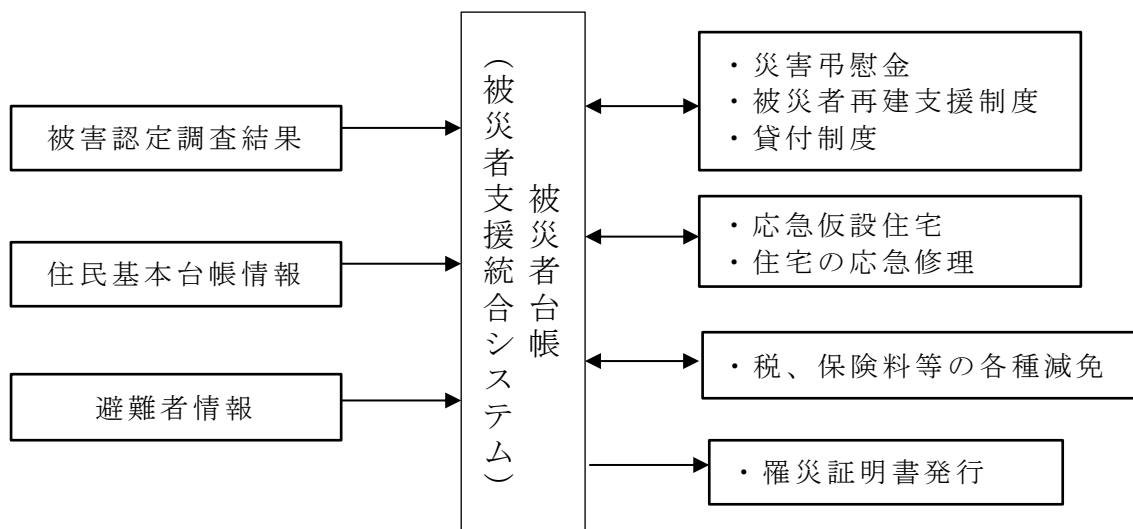 被害認定調査結果
住民基本台帳情報
避難者情報
被災者台帳
（被災者支援統合システム）
・災害弔慰金
・被災者再建支援制度
・貸付制度
・応急仮設住宅
・住宅の応急修理
・税、保険料等の各種減免
・罹災証明書発行